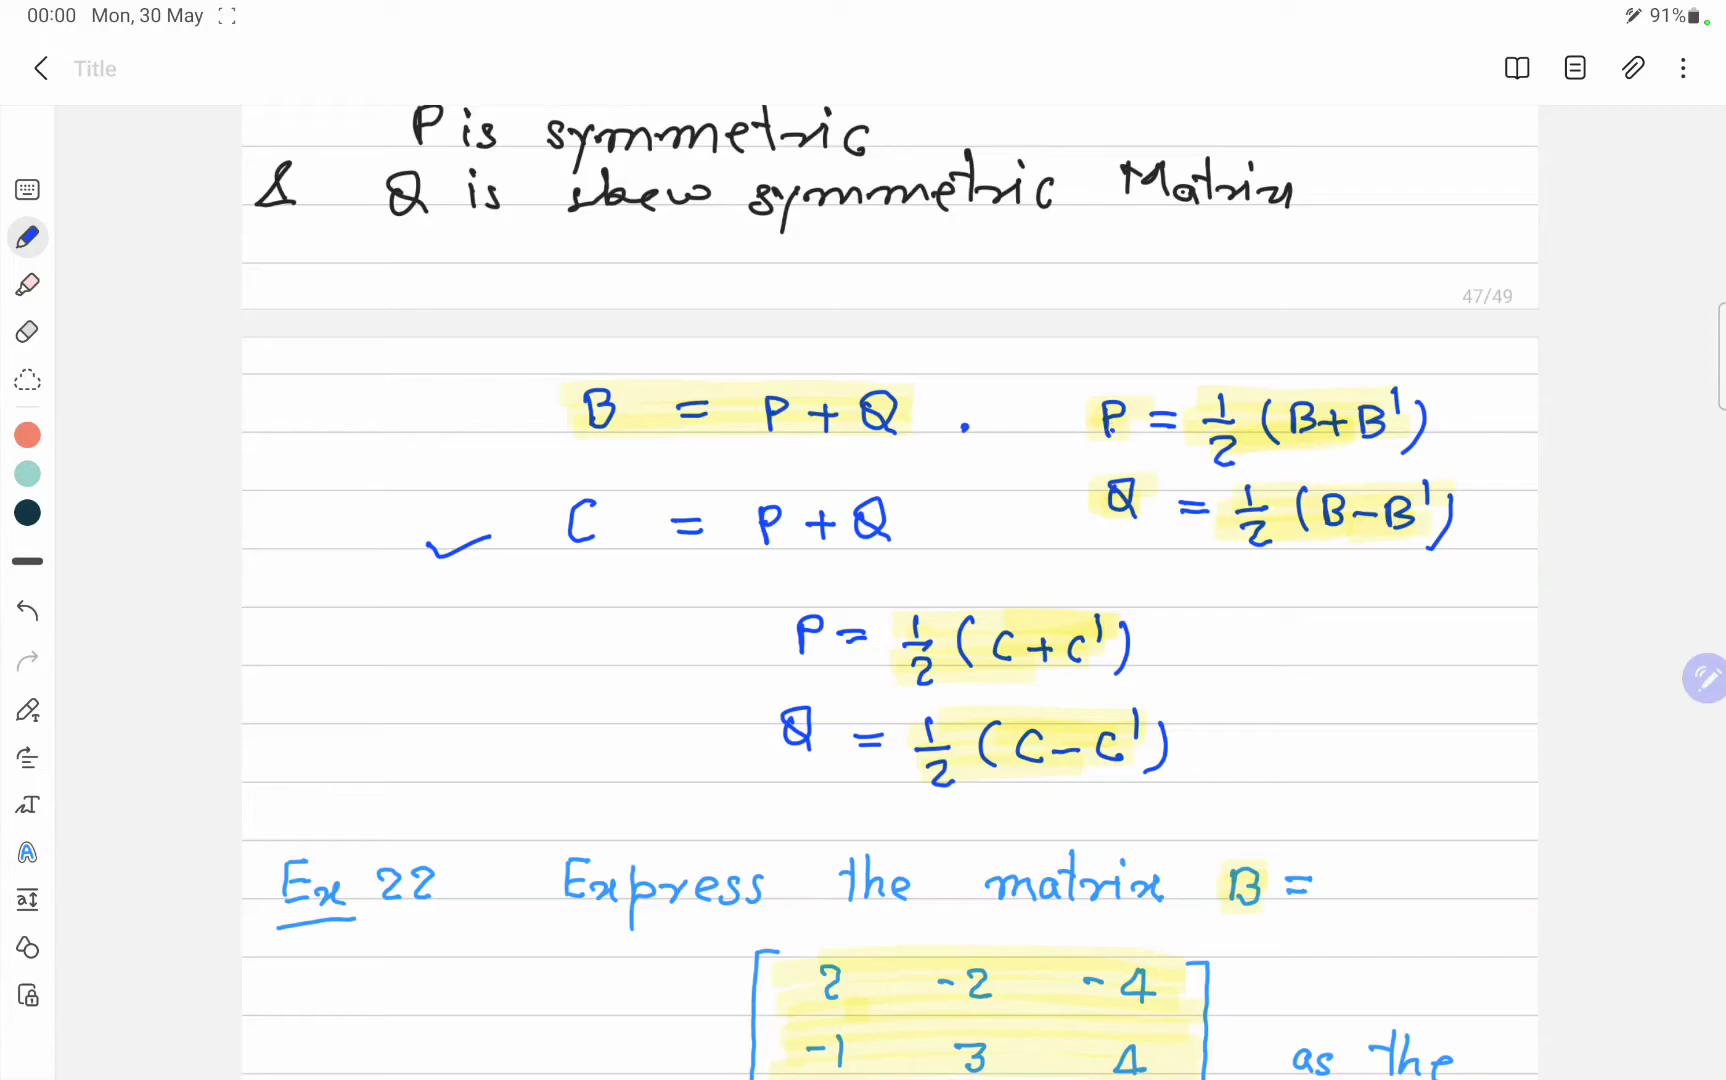 00:00 Mon, 30 May 91%
Title
P is symmetric
& Q is skew symmetric Matrix
47/49
B = P + Q . P = 1/2 (B+B')
Q = 1/2 (B-B')
C = P + Q
P = 1/2 (C+C')
Q = 1/2 (C-C')
Ex 22 Express the matrix B =
2 -2 -4
-1 3 4 as the